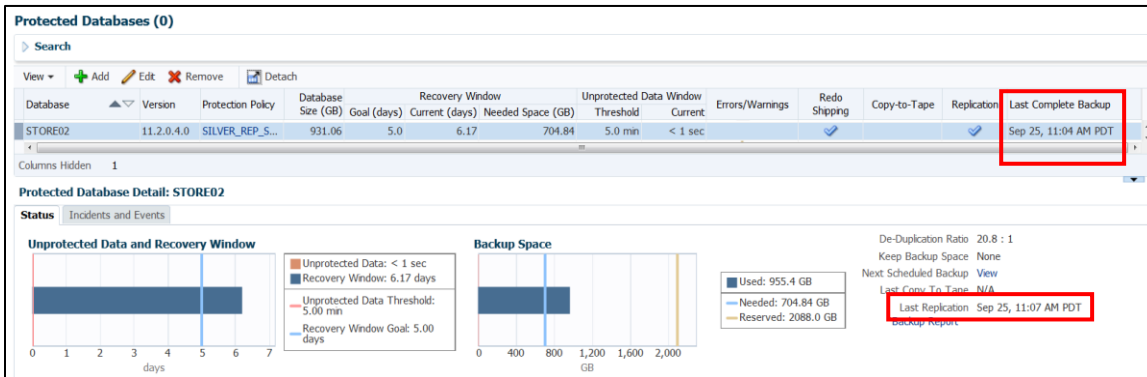 Protected Databases (0)
Search
View Add Edit Remove Detach
Database Version Protection Policy Database Size (GB) Recovery Window Goal (days) Current (days) Needed Space (GB) Unprotected Data Window Threshold Current Errors/Warnings Redo Shipping Copy-to-Tape Replication Last Complete Backup
STORE02 11.2.0.4.0 SILVER_REP_S... 931.06 5.0 6.17 704.84 5.0 min < 1 sec Sep 25, 11:04 AM PDT
Columns Hidden 1
Protected Database Detail: STORE02
Status Incidents and Events
Unprotected Data and Recovery Window
Unprotected Data: < 1 sec
Recovery Window: 6.17 days
Unprotected Data Threshold:
5.00 min
Recovery Window Goal: 5.00
days
0 1 2 3 4 5 6 7
days
Backup Space
Used: 955.4 GB
Needed: 704.84 GB
Reserved: 2088.0 GB
0 400 800 1,200 1,600 2,000
GB
De-Duplication Ratio 20.8 : 1
Keep Backup Space None
Next Scheduled Backup View
Last Copy To Tape N/A
Last Replication Sep 25, 11:07 AM PDT
Backup Report